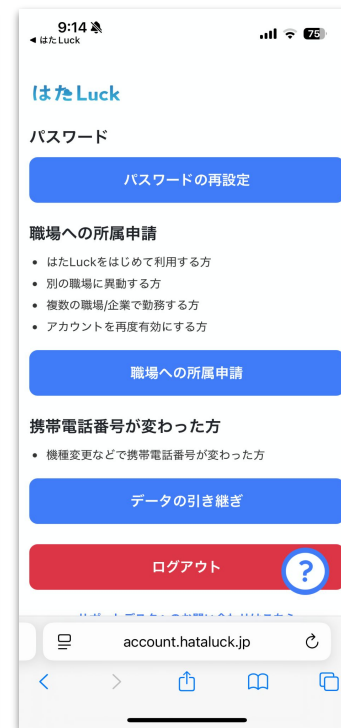 9:14
75
◀ はた Luck
はたLuck
パスワード
パスワードの再設定
職場への所属申請
• はたLuckをはじめて利用する方
• 別の職場に異動する方
• 複数の職場/企業で勤務する方
• アカウントを再度有効にする方
職場への所属申請
携帯電話番号が変わった方
• 機種変更などで携帯電話番号が変わった方
データの引き継ぎ
ログアウト
?
account.hataluck.jp